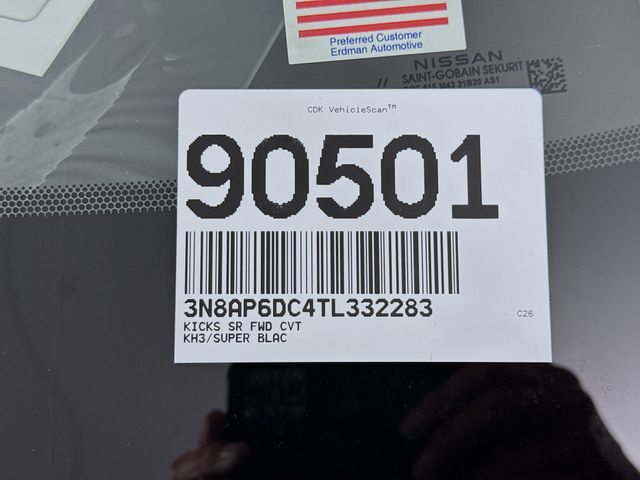 Preferred Customer
Erdman Automotive
NISSAN
SAINT-GOBAIN SEKURIT
CDK VehicleScan™
90501
3N8AP6DC4TL332283
C26
KICKS SR FWD CVT
KH3/SUPER BLAC